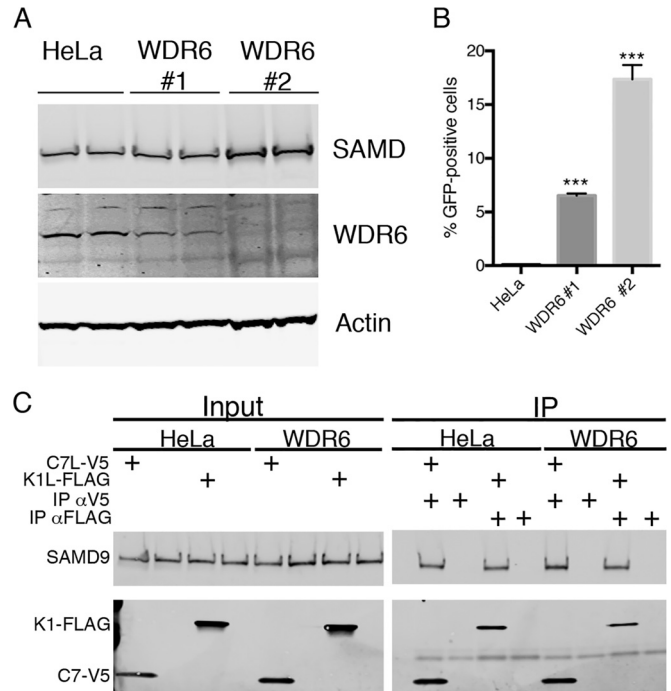 A
HeLa WDR6 #1 WDR6 #2
SAMD
WDR6
Actin
B
% GFP-positive cells
20
15
10
5
0
***
***
HeLa
WDR6 #1
WDR6 #2
C
Input IP
HeLa WDR6 HeLa WDR6
C7L-V5 + + + +
K1L-FLAG + + + +
IP αV5 + + + +
IP αFLAG + + + +
SAMD9
K1-FLAG
C7-V5